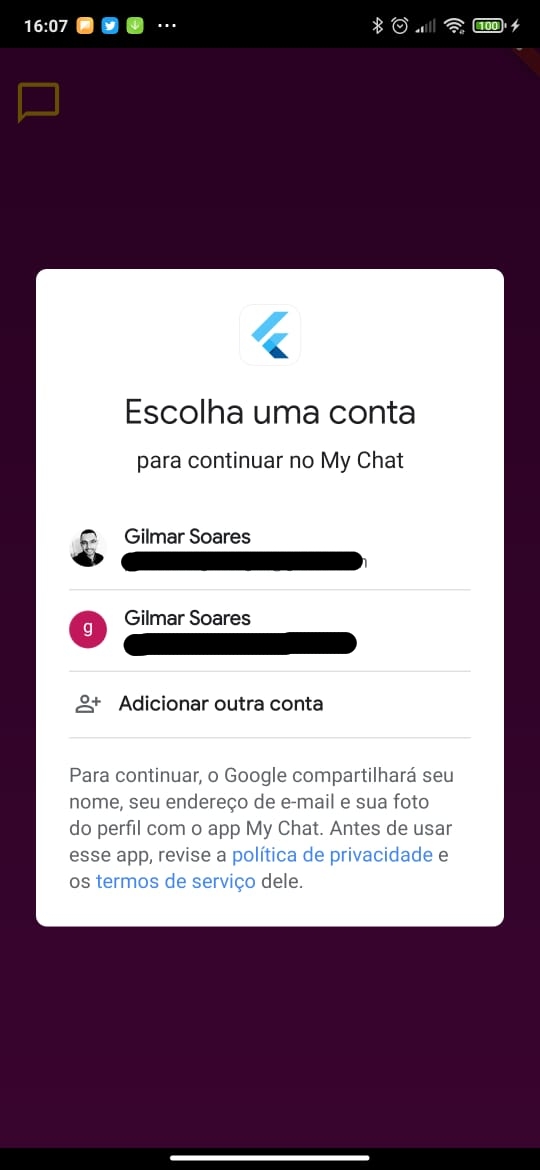 16:07
100
Escolha uma conta
para continuar no My Chat
Gilmar Soares
g
Gilmar Soares
Adicionar outra conta
Para continuar, o Google compartilhará seu
nome, seu endereço de e-mail e sua foto
do perfil com o app My Chat. Antes de usar
esse app, revise a política de privacidade e
os termos de serviço dele.